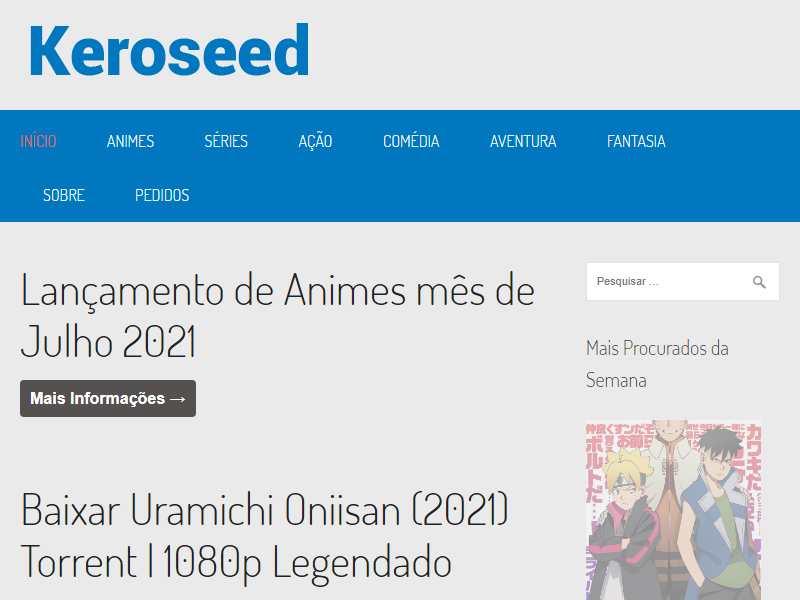 Keroseed
INÍCIO ANIMES SÉRIES AÇÃO COMÉDIA AVENTURA FANTASIA
SOBRE PEDIDOS
Lançamento de Animes mês de
Julho 2021
Mais Informações →
Pesquisar …
Mais Procurados da
Semana
Baixar Uramichi Oniisan (2021)
Torrent | 1080p Legendado